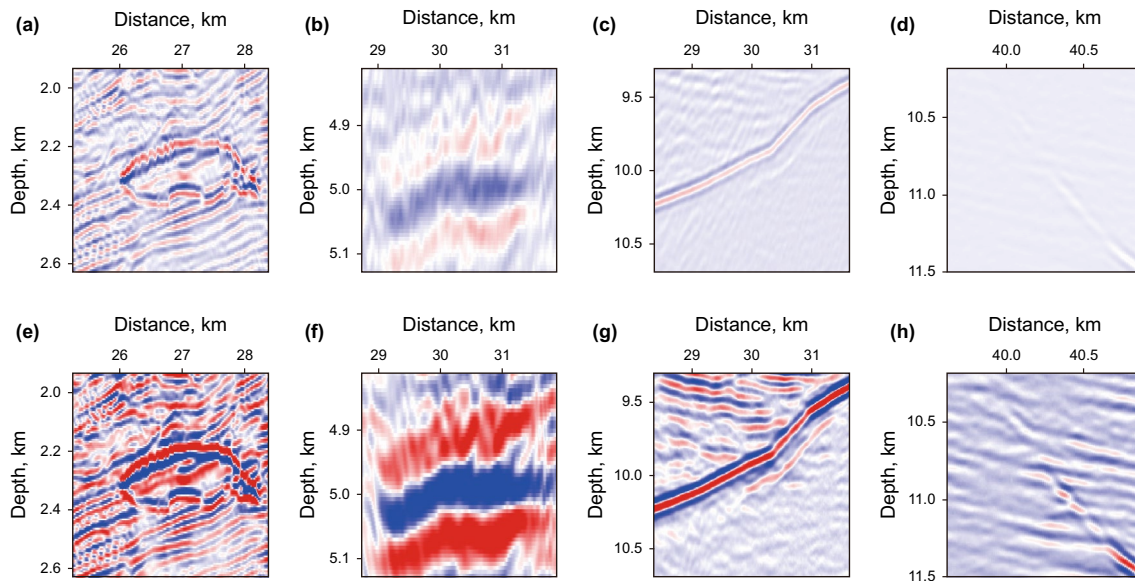 Distance, km
Distance, km
Distance, km
Distance, km
(a)
(b)
(c)
(d)
26 27 28
29 30 31
29 30 31
40.0 40.5
2.0
2.2
2.4
2.6
Depth, km
4.9
5.0
5.1
Depth, km
9.5
10.0
10.5
Depth, km
10.5
11.0
11.5
Depth, km
Distance, km
Distance, km
Distance, km
Distance, km
(e)
(f)
(g)
(h)
26 27 28
29 30 31
29 30 31
40.0 40.5
2.0
2.2
2.4
2.6
Depth, km
4.9
5.0
5.1
Depth, km
9.5
10.0
10.5
Depth, km
10.5
11.0
11.5
Depth, km